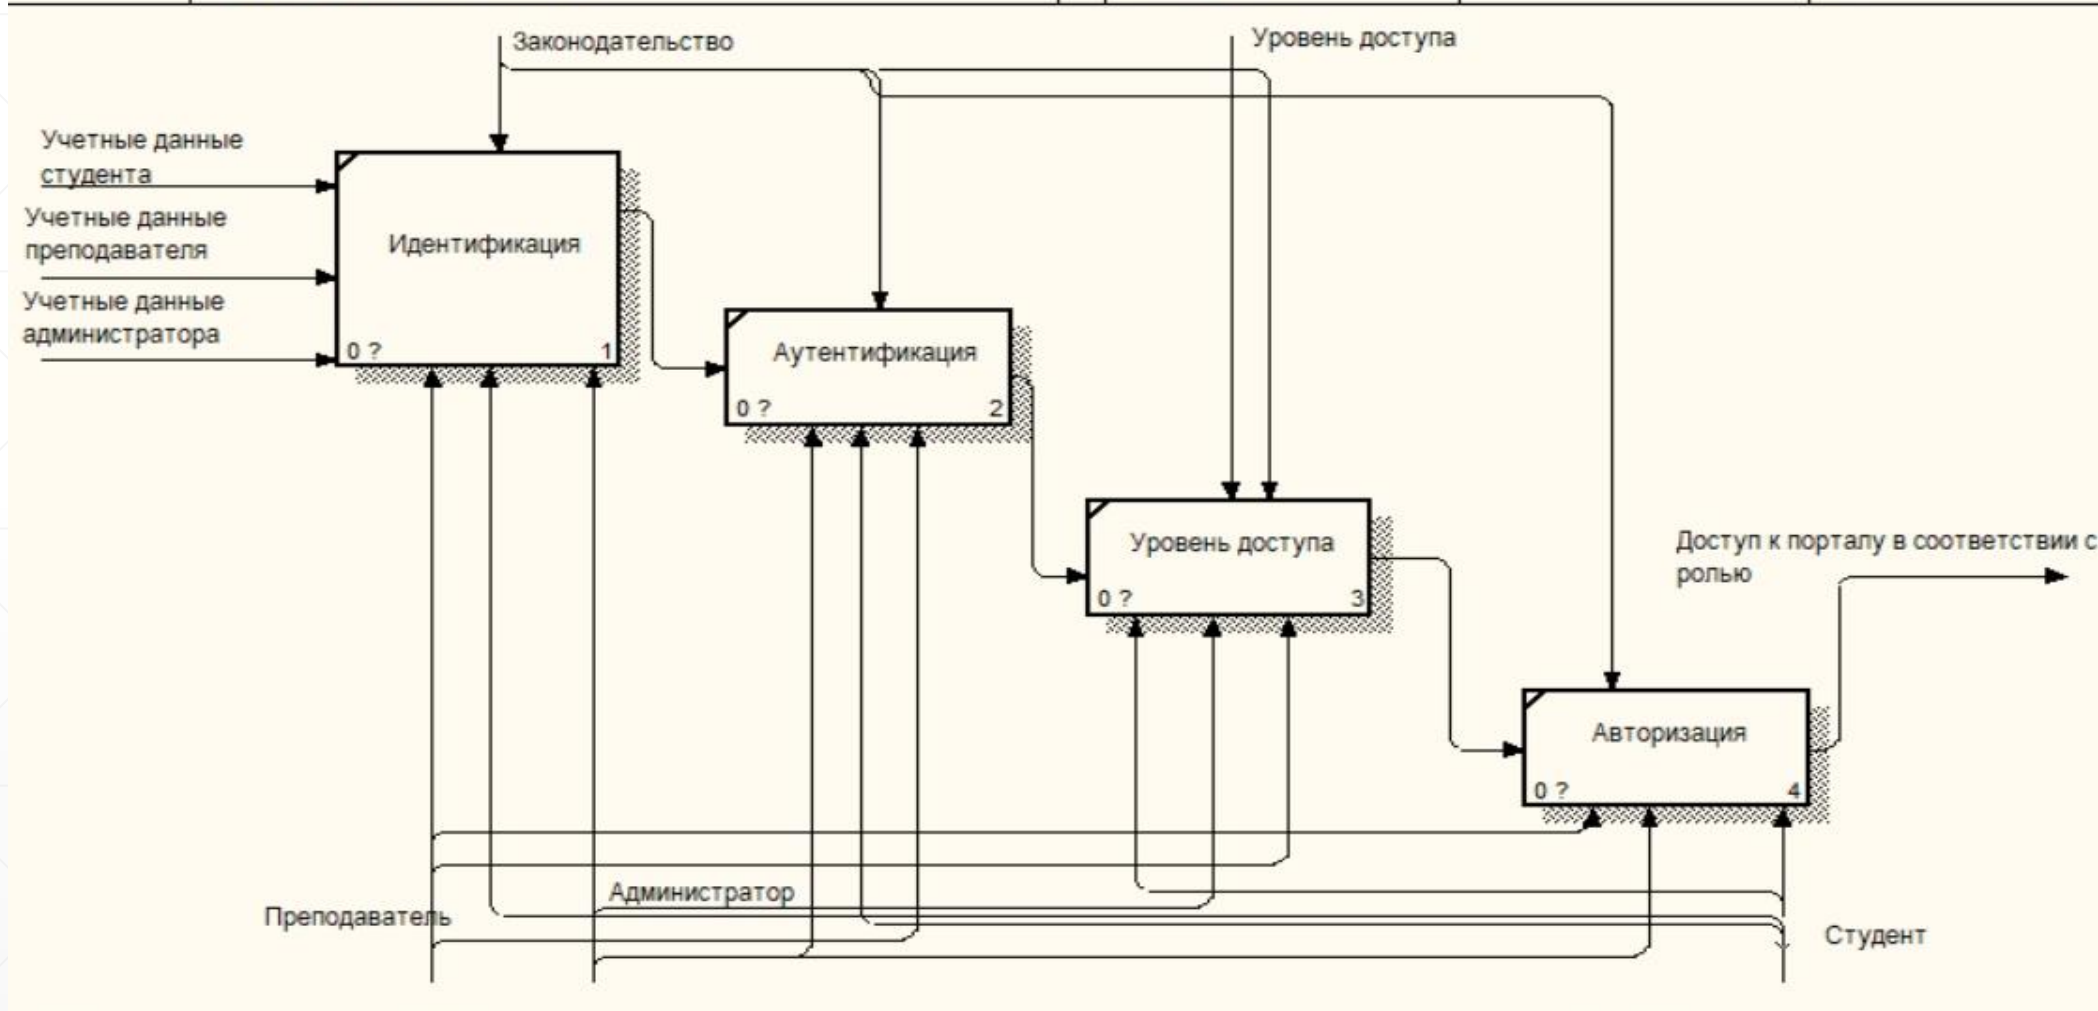 Законодательство
Уровень доступа
Учетные данные
студента
Учетные данные
преподавателя
Учетные данные
администратора
Идентификация
0 ?
1
Аутентификация
0 ?
2
Уровень доступа
0 ?
3
Доступ к порталу в соответствии с
ролью
Авторизация
0 ?
4
Администратор
Преподаватель
Студент